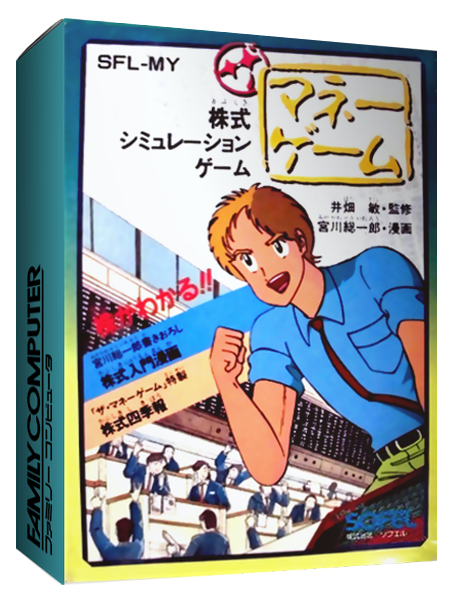 SFL-MY
ザ
マネー
ゲーム
かぶしき
株式
シミュレーション
ゲーム
井畑 敏・監修
宮川総一郎・漫画
株がわかる!!
宮川総一郎書きおろし
株式入門漫画
「ザ・マネーゲーム」特製
株式四季報
SOFEL
株式会社 ソフエル
FAMILY COMPUTER
ファミリー コンピュータ